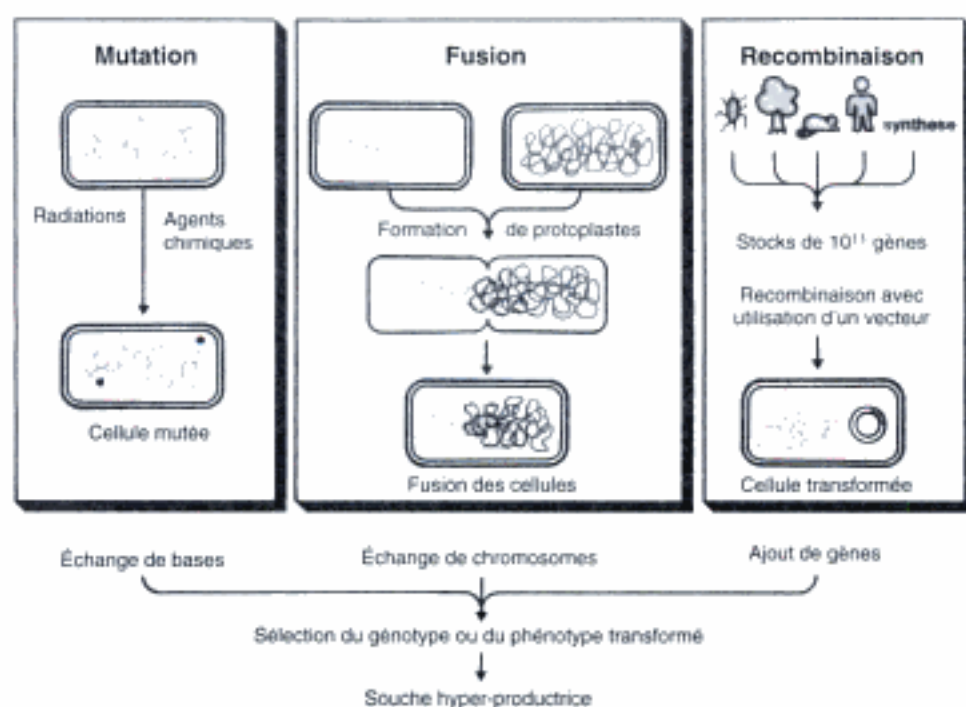 Mutation
Radiations
Agents
chimiques
Cellule mutée
Fusion
Formation de protoplastes
Fusion des cellules
Recombinaison
synthese
Stocks de 10¹¹ gènes
Recombinaison avec
utilisation d'un vecteur
Cellule transformée
Échange de bases
Échange de chromosomes
Ajout de gènes
Sélection du génotype ou du phénotype transformé
Souche hyper-productrice